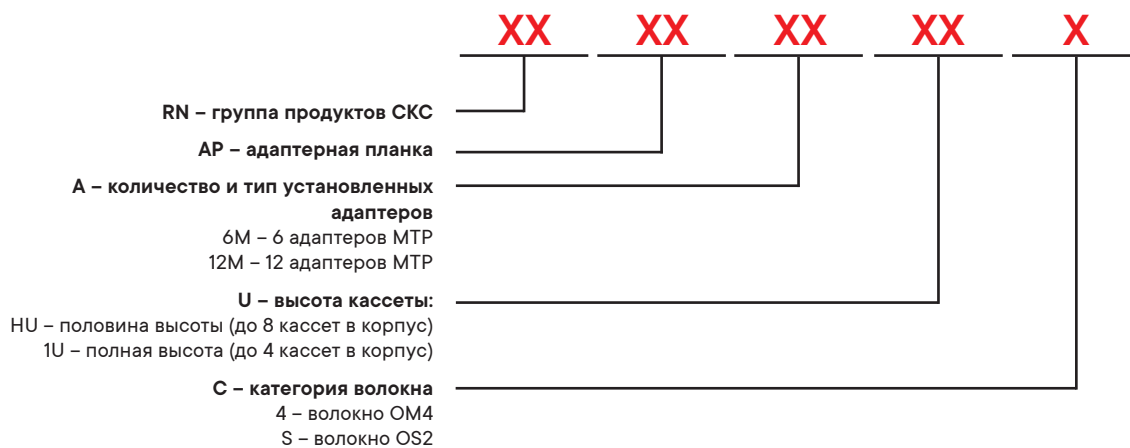 XX XX XX XX X
RN – группа продуктов СКС
AP – адаптерная планка
A – количество и тип установленных
адаптеров
6M – 6 адаптеров MTP
12M – 12 адаптеров MTP
U – высота кассеты:
HU – половина высоты (до 8 кассет в корпус)
1U – полная высота (до 4 кассет в корпус)
C – категория волокна
4 – волокно OM4
S – волокно OS2